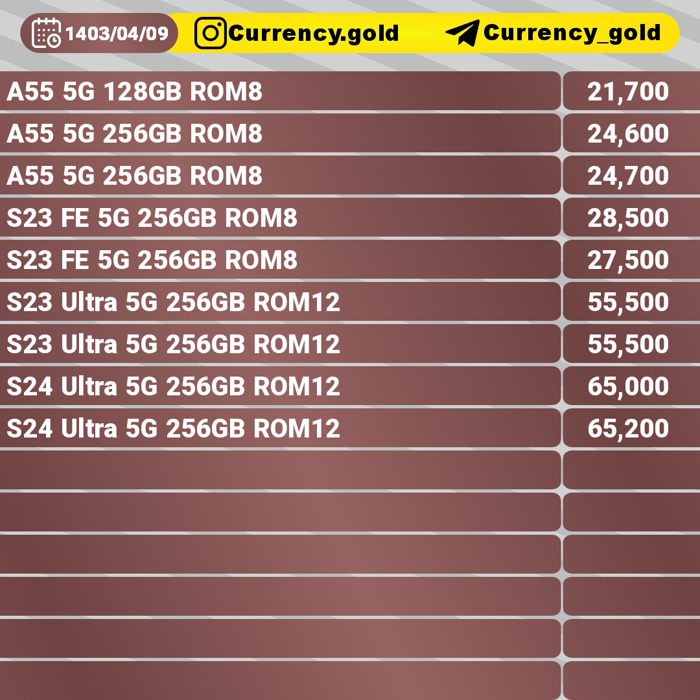 1403/04/09 Currency.gold Currency_gold
A55 5G 128GB ROM8 21,700
A55 5G 256GB ROM8 24,600
A55 5G 256GB ROM8 24,700
S23 FE 5G 256GB ROM8 28,500
S23 FE 5G 256GB ROM8 27,500
S23 Ultra 5G 256GB ROM12 55,500
S23 Ultra 5G 256GB ROM12 55,500
S24 Ultra 5G 256GB ROM12 65,000
S24 Ultra 5G 256GB ROM12 65,200